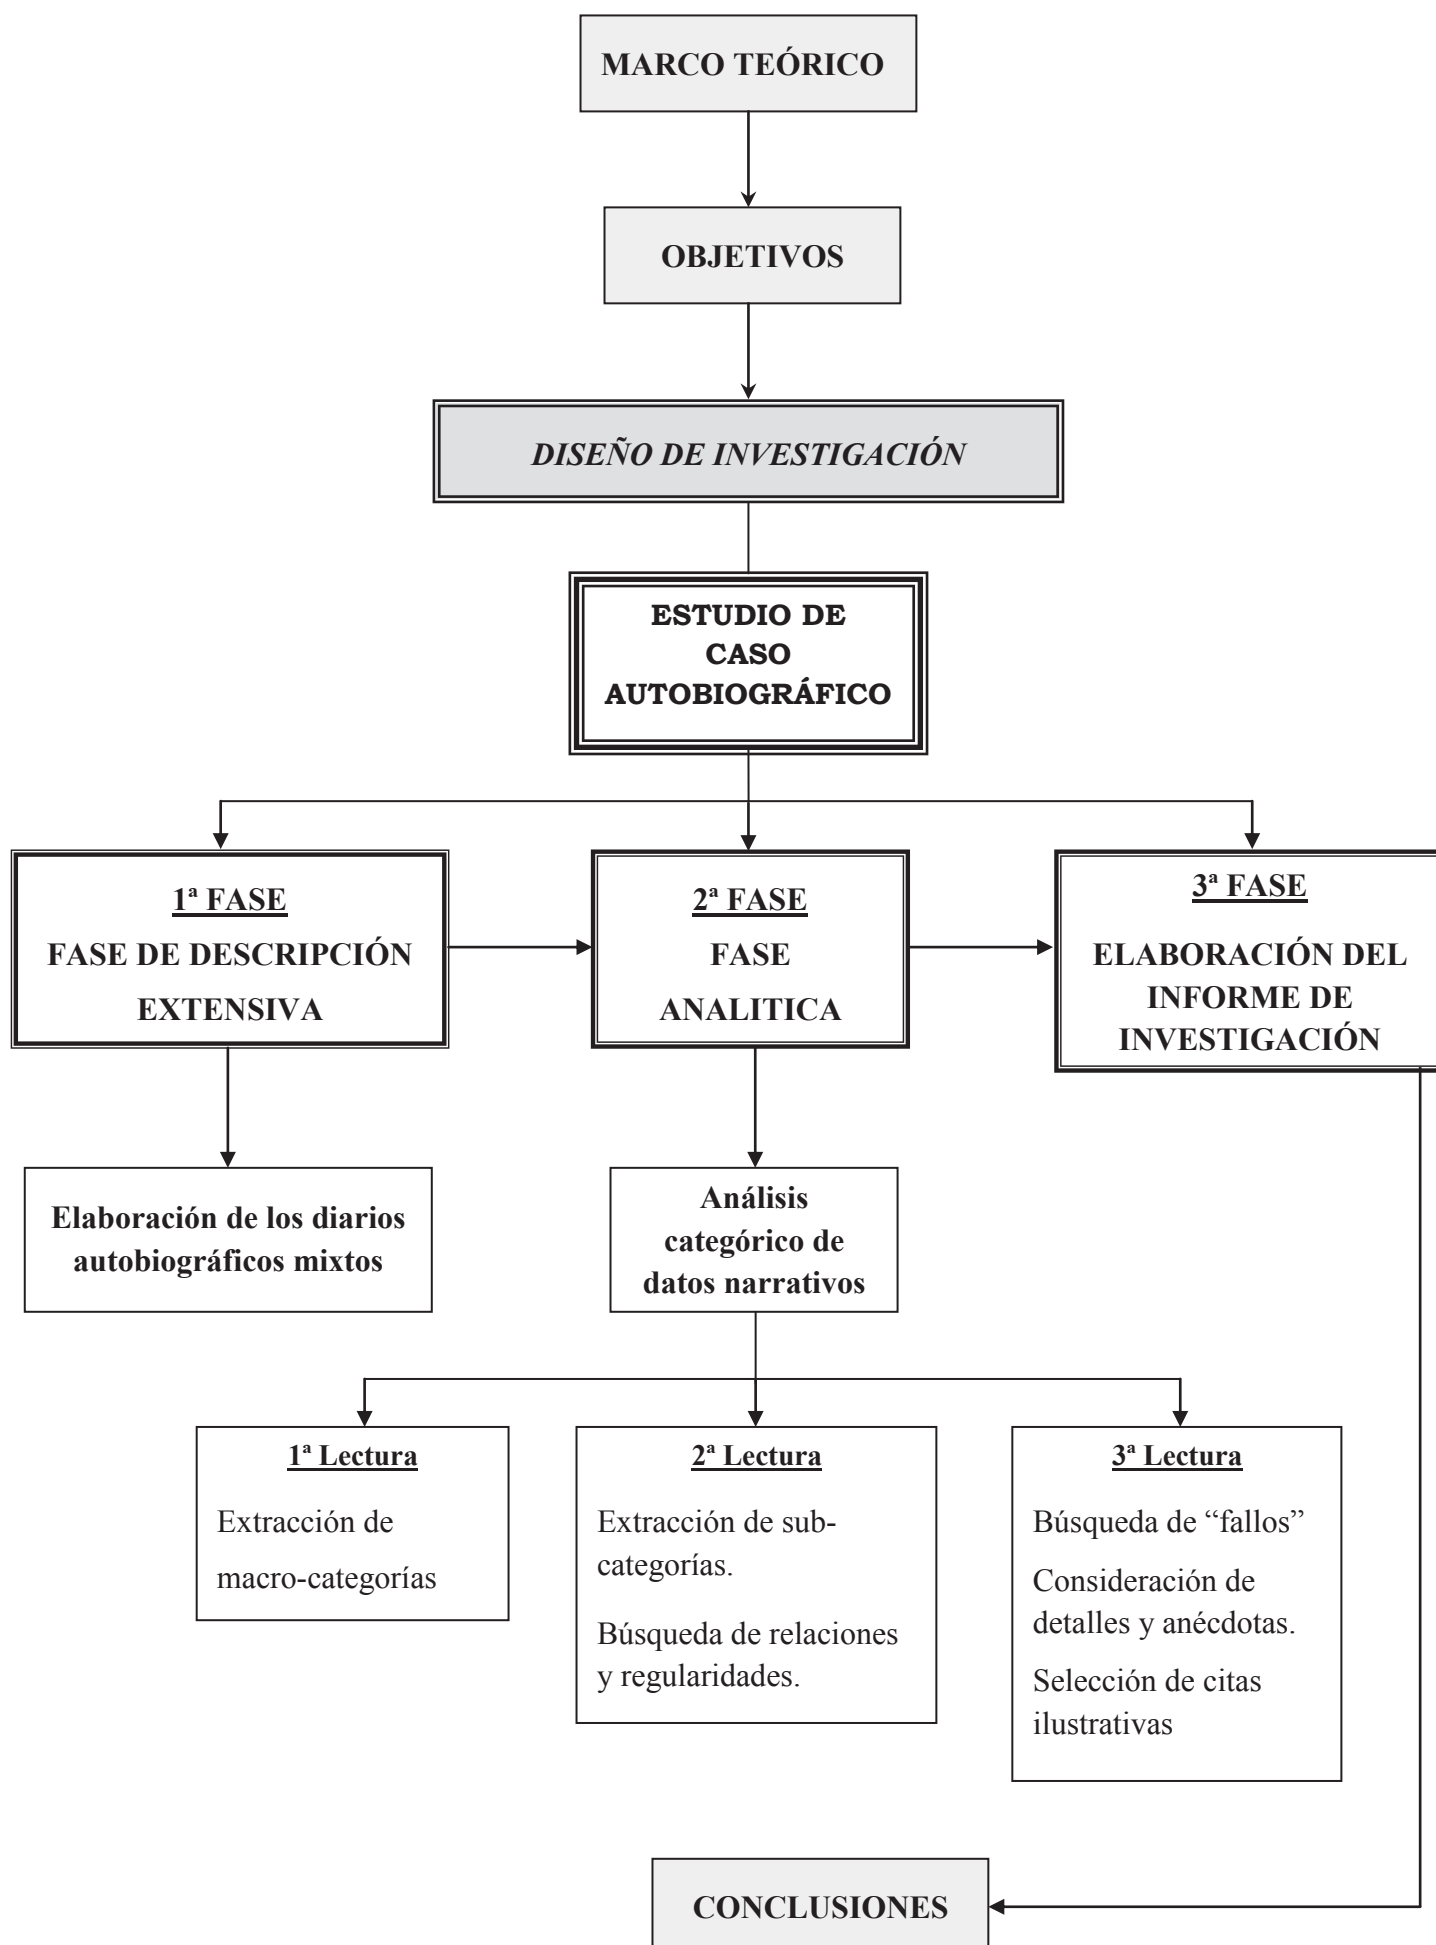 MARCO TEÓRICO
OBJETIVOS
DISEÑO DE INVESTIGACIÓN
ESTUDIO DE
CASO
AUTOBIOGRÁFICO
1ª FASE
FASE DE DESCRIPCIÓN
EXTENSIVA
2ª FASE
FASE
ANALITICA
3ª FASE
ELABORACIÓN DEL
INFORME DE
INVESTIGACIÓN
Elaboración de los diarios
autobiográficos mixtos
Análisis
categórico de
datos narrativos
1ª Lectura
Extracción de
macro-categorías
2ª Lectura
Extracción de sub-
categorías.
Búsqueda de relaciones
y regularidades.
3ª Lectura
Búsqueda de “fallos”
Consideración de
detalles y anécdotas.
Selección de citas
ilustrativas
CONCLUSIONES